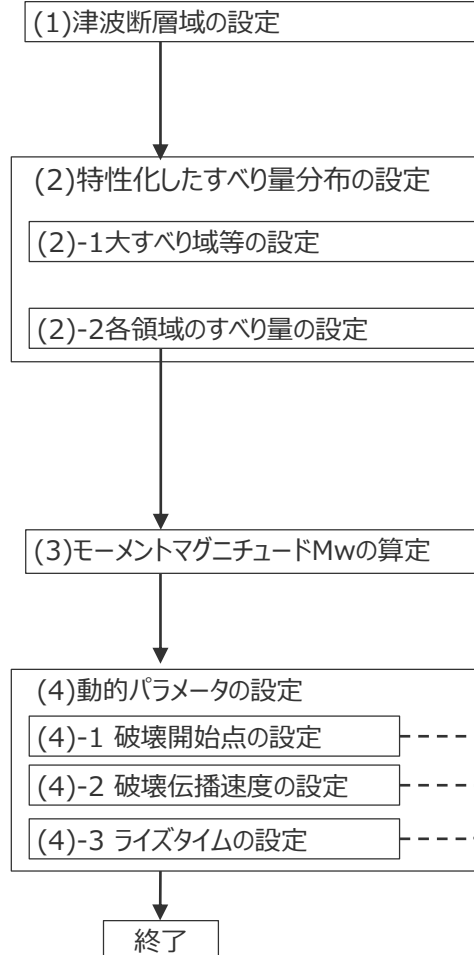 (1)津波断層域の設定
(2)特性化したすべり量分布の設定
(2)-1大すべり域等の設定
(2)-2各領域のすべり量の設定
(3)モーメントマグニチュードMwの算定
(4)動的パラメータの設定
(4)-1 破壊開始点の設定
(4)-2 破壊伝播速度の設定
(4)-3 ライズタイムの設定
終了